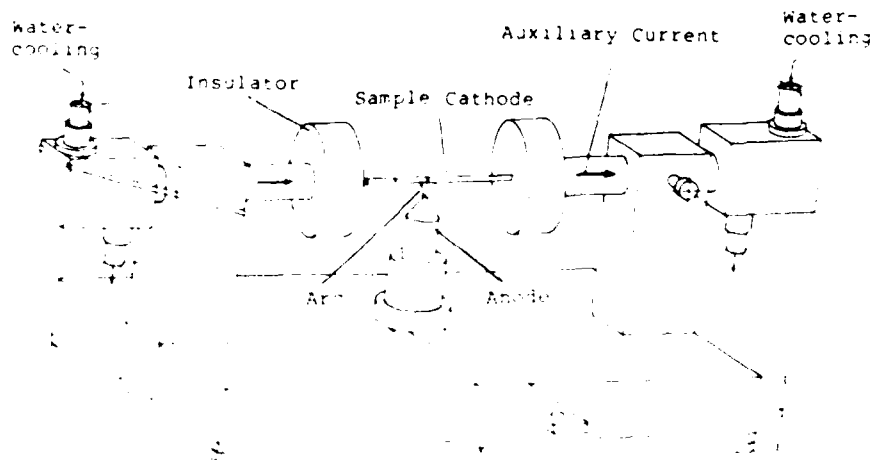 Water-
cooling
Insulator
Sample Cathode
Auxiliary Current
Water-
cooling
Arc
Anode